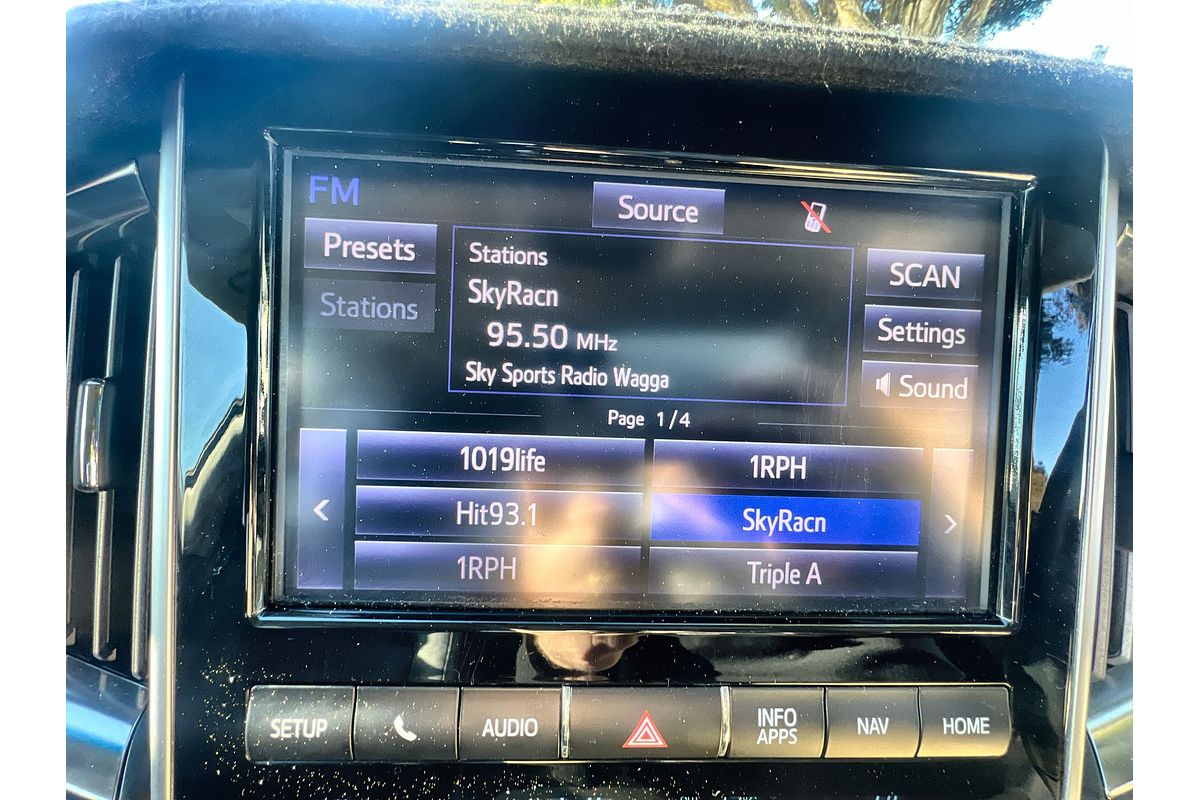 FM
Source
Presets
Stations
Stations
SkyRacn
95.50 MHz
Sky Sports Radio Wagga
SCAN
Settings
Sound
Page 1/4
1019life
1RPH
Hit93.1
SkyRacn
1RPH
Triple A
SETUP
AUDIO
INFO
APPS
NAV
HOME